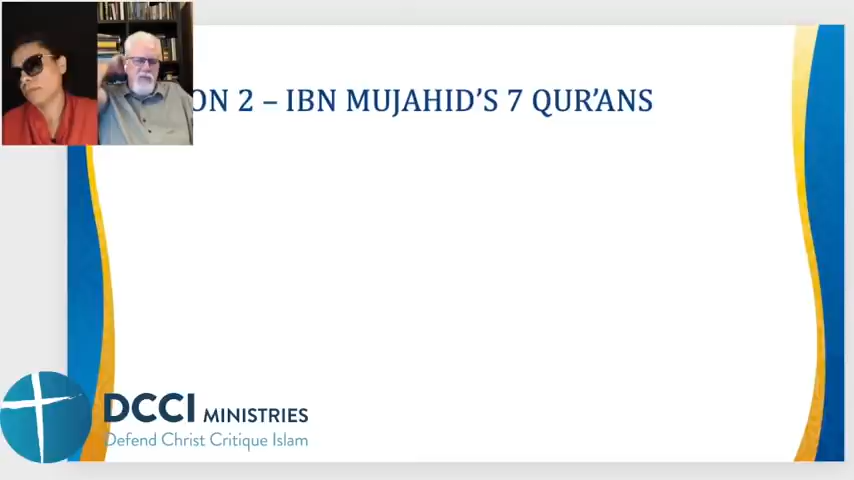 ON 2 – IBN MUJAHID’S 7 QUR’ANS
DCCI MINISTRIES
Defend Christ Critique Islam